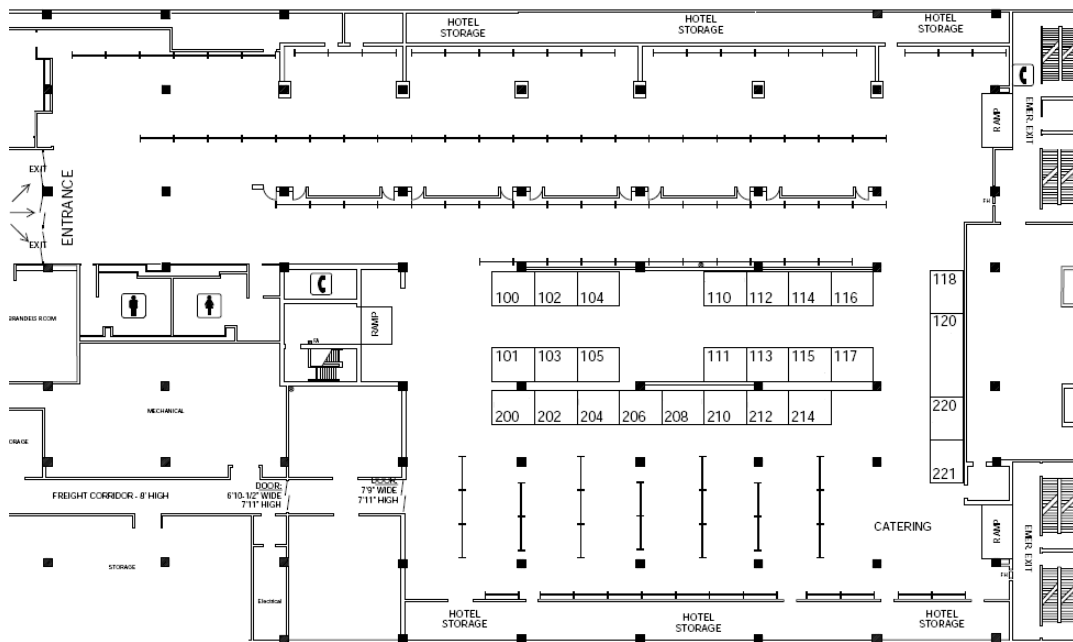 HOTEL
STORAGE
HOTEL
STORAGE
HOTEL
STORAGE
RAMP
EMER. EXIT
EXIT
ENTRANCE
EXIT
FH
BRANDEIS ROOM
RAMP
100 102 104
110 112 114 116
118
120
101 103 105
111 113 115 117
MECHANICAL
200 202 204 206 208 210 212 214
220
STORAGE
221
FREIGHT CORRIDOR - 8' HIGH
DOOR:
6'10-1/2" WIDE
7'11" HIGH
DOOR:
7'9" WIDE
7'11" HIGH
CATERING
RAMP
EMER. EXIT
STORAGE
FH
Electrical
HOTEL
STORAGE
HOTEL
STORAGE
HOTEL
STORAGE